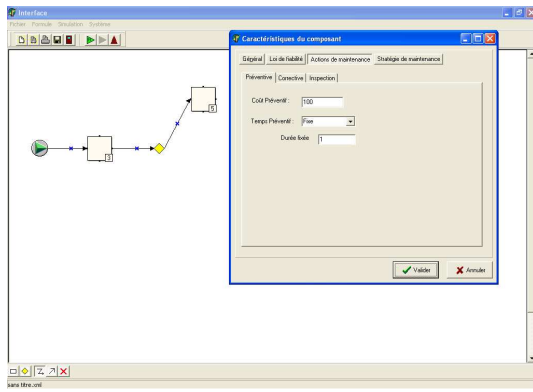 Interface
Fichier Formule Simulation Système
Caractéristiques du composant
Général Loi de fiabilité Actions de maintenance Stratégie de maintenance
Préventive Corrective Inspection
Coût Préventif : 100
Temps Préventif : Fixe
Durée fixée 1
Valider Annuler
5
3
sans titre.xml